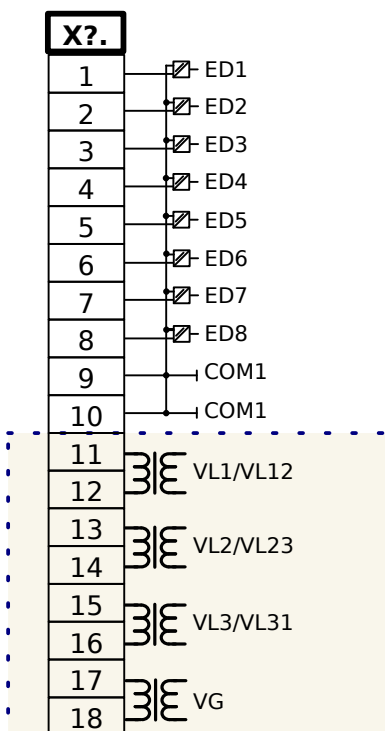 X?.
1 ED1
2 ED2
3 ED3
4 ED4
5 ED5
6 ED6
7 ED7
8 ED8
9 COM1
10 COM1
11
VL1/VL12
12
13
VL2/VL23
14
15
VL3/VL31
16
17
VG
18